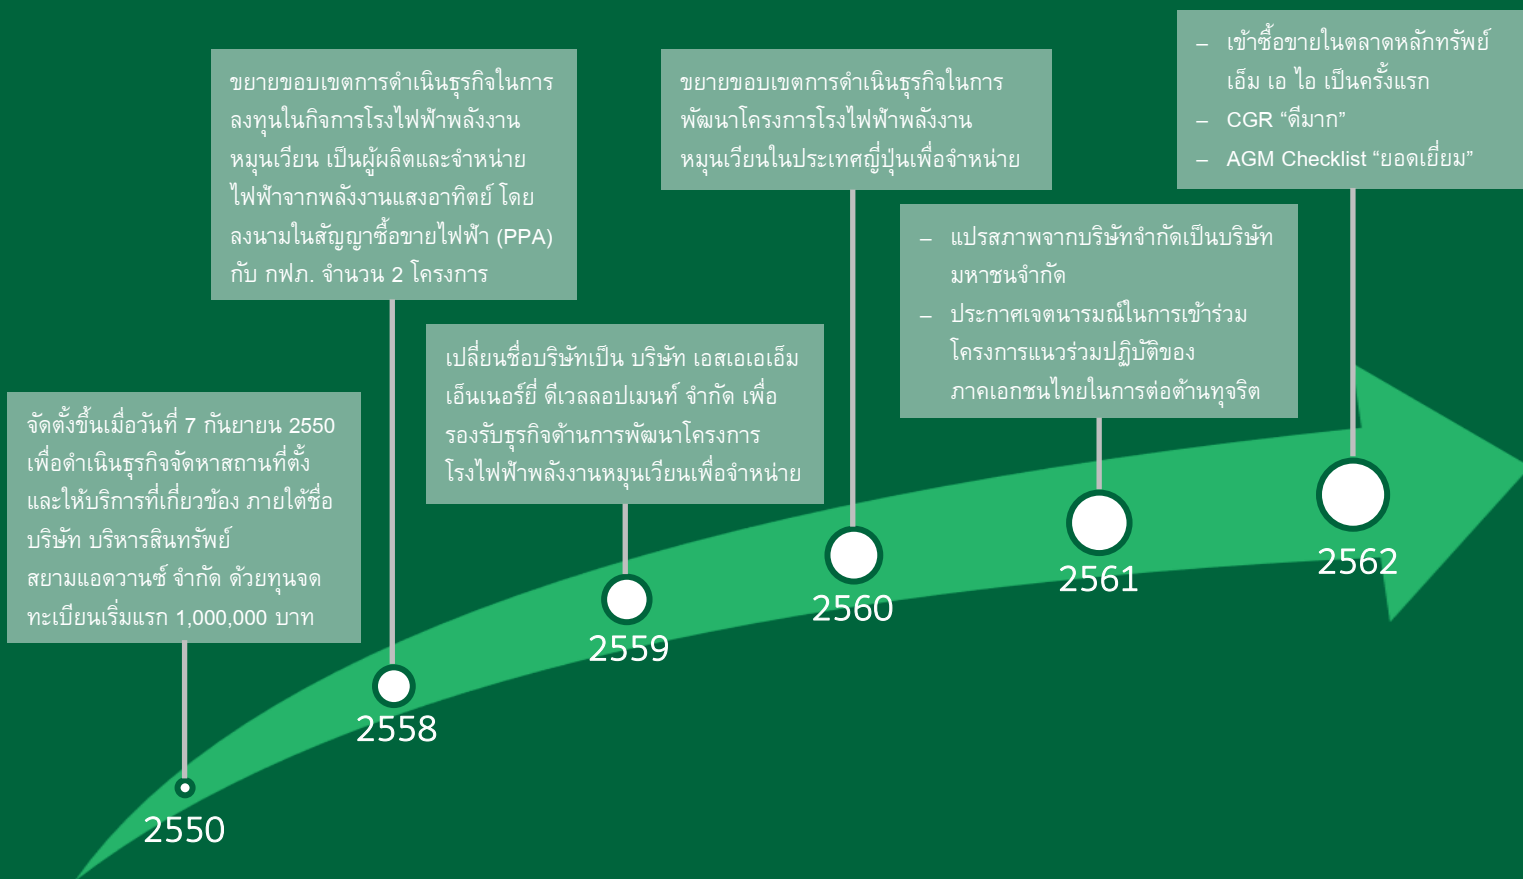 จัดตั้งขึ้นเมื่อวันที่ 7 กันยายน 2550
เพื่อดำเนินธุรกิจจัดหาสถานที่ตั้ง
และให้บริการที่เกี่ยวข้อง ภายใต้ชื่อ
บริษัท บริหารสินทรัพย์
สยามแอดวานซ์ จำกัด ด้วยทุนจด
ทะเบียนเริ่มแรก 1,000,000 บาท
2550
ขยายขอบเขตการดำเนินธุรกิจในการ
ลงทุนในกิจการโรงไฟฟ้าพลังงาน
หมุนเวียน เป็นผู้ผลิตและจำหน่าย
ไฟฟ้าจากพลังงานแสงอาทิตย์ โดย
ลงนามในสัญญาซื้อขายไฟฟ้า (PPA)
กับ กฟภ. จำนวน 2 โครงการ
2558
เปลี่ยนชื่อบริษัทเป็น บริษัท เอสเอเอเอ็ม
เอ็นเนอร์ยี่ ดีเวลลอปเมนท์ จำกัด เพื่อ
รองรับธุรกิจด้านการพัฒนาโครงการ
โรงไฟฟ้าพลังงานหมุนเวียนเพื่อจำหน่าย
2559
ขยายขอบเขตการดำเนินธุรกิจในการ
พัฒนาโครงการโรงไฟฟ้าพลังงาน
หมุนเวียนในประเทศญี่ปุ่นเพื่อจำหน่าย
2560
– แปรสภาพจากบริษัทจำกัดเป็นบริษัท
มหาชนจำกัด
– ประกาศเจตนารมณ์ในการเข้าร่วม
โครงการแนวร่วมปฏิบัติของ
ภาคเอกชนไทยในการต่อต้านทุจริต
2561
– เข้าซื้อขายในตลาดหลักทรัพย์
เอ็ม เอ ไอ เป็นครั้งแรก
– CGR “ดีมาก”
– AGM Checklist “ยอดเยี่ยม”
2562